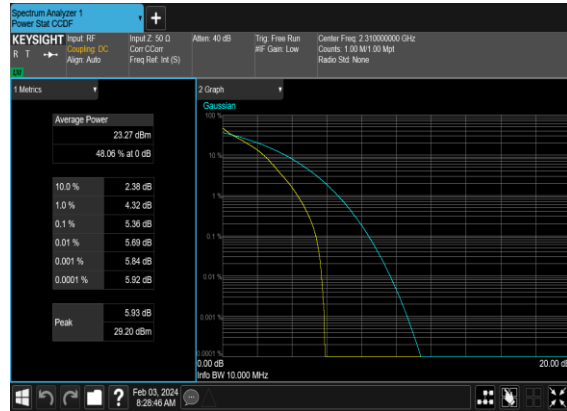 Spectrum Analyzer 1
Power Stat CCDF
+
KEYSIGHT
R T
Input: RF
Coupling: DC
Align: Auto
Input Z: 50 Ω
Corr CCorr
Freq Ref: Int (S)
Atten: 40 dB
Trig: Free Run
#IF Gain: Low
Center Freq: 2.310000000 GHz
Counts: 1.00 M/1.00 Mpt
Radio Std: None
1 Metrics
Average Power
23.27 dBm
48.06 % at 0 dB
10.0 % 2.38 dB
1.0 % 4.32 dB
0.1 % 5.36 dB
0.01 % 5.69 dB
0.001 % 5.84 dB
0.0001 % 5.92 dB
Peak
5.93 dB
29.20 dBm
2 Graph
Gaussian
100 %
10 %
1 %
0.1 %
0.01 %
0.001 %
0.0001 %
0.00 dB
20.00 dB
Info BW 10.000 MHz
?
Feb 03, 2024
8:28:46 AM